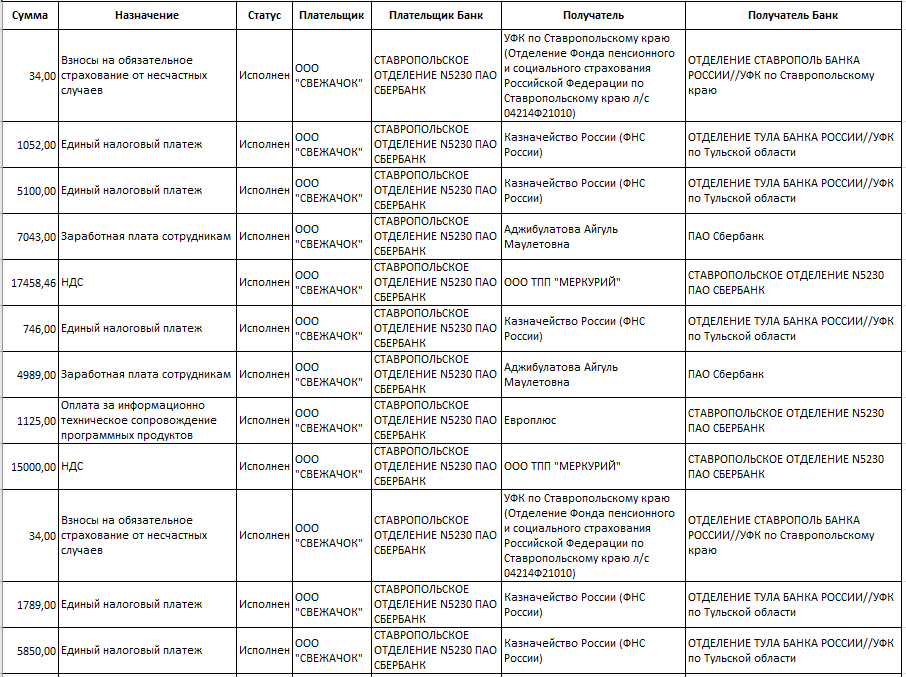 Сумма Назначение Статус Плательщик Плательщик Банк Получатель Получатель Банк
34,00 Взносы на обязательное страхование от несчастных случаев Исполнен ООО "СВЕЖАЧОК" СТАВРОПОЛЬСКОЕ ОТДЕЛЕНИЕ N5230 ПАО СБЕРБАНК УФК по Ставропольскому краю (Отделение Фонда пенсионного и социального страхования Российской Федерации по Ставропольскому краю л/с 04214Ф21010) ОТДЕЛЕНИЕ СТАВРОПОЛЬ БАНКА РОССИИ//УФК по Ставропольскому краю
1052,00 Единый налоговый платеж Исполнен ООО "СВЕЖАЧОК" СТАВРОПОЛЬСКОЕ ОТДЕЛЕНИЕ N5230 ПАО СБЕРБАНК Казначейство России (ФНС России) ОТДЕЛЕНИЕ ТУЛА БАНКА РОССИИ//УФК по Тульской области
5100,00 Единый налоговый платеж Исполнен ООО "СВЕЖАЧОК" СТАВРОПОЛЬСКОЕ ОТДЕЛЕНИЕ N5230 ПАО СБЕРБАНК Казначейство России (ФНС России) ОТДЕЛЕНИЕ ТУЛА БАНКА РОССИИ//УФК по Тульской области
7043,00 Заработная плата сотрудникам Исполнен ООО "СВЕЖАЧОК" СТАВРОПОЛЬСКОЕ ОТДЕЛЕНИЕ N5230 ПАО СБЕРБАНК Аджибулатова Айгуль Маулетовна ПАО Сбербанк
17458,46 НДС Исполнен ООО "СВЕЖАЧОК" СТАВРОПОЛЬСКОЕ ОТДЕЛЕНИЕ N5230 ПАО СБЕРБАНК ООО ТПП "МЕРКУРИЙ" СТАВРОПОЛЬСКОЕ ОТДЕЛЕНИЕ N5230 ПАО СБЕРБАНК
746,00 Единый налоговый платеж Исполнен ООО "СВЕЖАЧОК" СТАВРОПОЛЬСКОЕ ОТДЕЛЕНИЕ N5230 ПАО СБЕРБАНК Казначейство России (ФНС России) ОТДЕЛЕНИЕ ТУЛА БАНКА РОССИИ//УФК по Тульской области
4989,00 Заработная плата сотрудникам Исполнен ООО "СВЕЖАЧОК" СТАВРОПОЛЬСКОЕ ОТДЕЛЕНИЕ N5230 ПАО СБЕРБАНК Аджибулатова Айгуль Маулетовна ПАО Сбербанк
1125,00 Оплата за информационно техническое сопровождение программных продуктов Исполнен ООО "СВЕЖАЧОК" СТАВРОПОЛЬСКОЕ ОТДЕЛЕНИЕ N5230 ПАО СБЕРБАНК Европлюс СТАВРОПОЛЬСКОЕ ОТДЕЛЕНИЕ N5230 ПАО СБЕРБАНК
15000,00 НДС Исполнен ООО "СВЕЖАЧОК" СТАВРОПОЛЬСКОЕ ОТДЕЛЕНИЕ N5230 ПАО СБЕРБАНК ООО ТПП "МЕРКУРИЙ" СТАВРОПОЛЬСКОЕ ОТДЕЛЕНИЕ N5230 ПАО СБЕРБАНК
34,00 Взносы на обязательное страхование от несчастных случаев Исполнен ООО "СВЕЖАЧОК" СТАВРОПОЛЬСКОЕ ОТДЕЛЕНИЕ N5230 ПАО СБЕРБАНК УФК по Ставропольскому краю (Отделение Фонда пенсионного и социального страхования Российской Федерации по Ставропольскому краю л/с 04214Ф21010) ОТДЕЛЕНИЕ СТАВРОПОЛЬ БАНКА РОССИИ//УФК по Ставропольскому краю
1789,00 Единый налоговый платеж Исполнен ООО "СВЕЖАЧОК" СТАВРОПОЛЬСКОЕ ОТДЕЛЕНИЕ N5230 ПАО СБЕРБАНК Казначейство России (ФНС России) ОТДЕЛЕНИЕ ТУЛА БАНКА РОССИИ//УФК по Тульской области
5850,00 Единый налоговый платеж Исполнен ООО "СВЕЖАЧОК" СТАВРОПОЛЬСКОЕ ОТДЕЛЕНИЕ N5230 ПАО СБЕРБАНК Казначейство России (ФНС России) ОТДЕЛЕНИЕ ТУЛА БАНКА РОССИИ//УФК по Тульской области